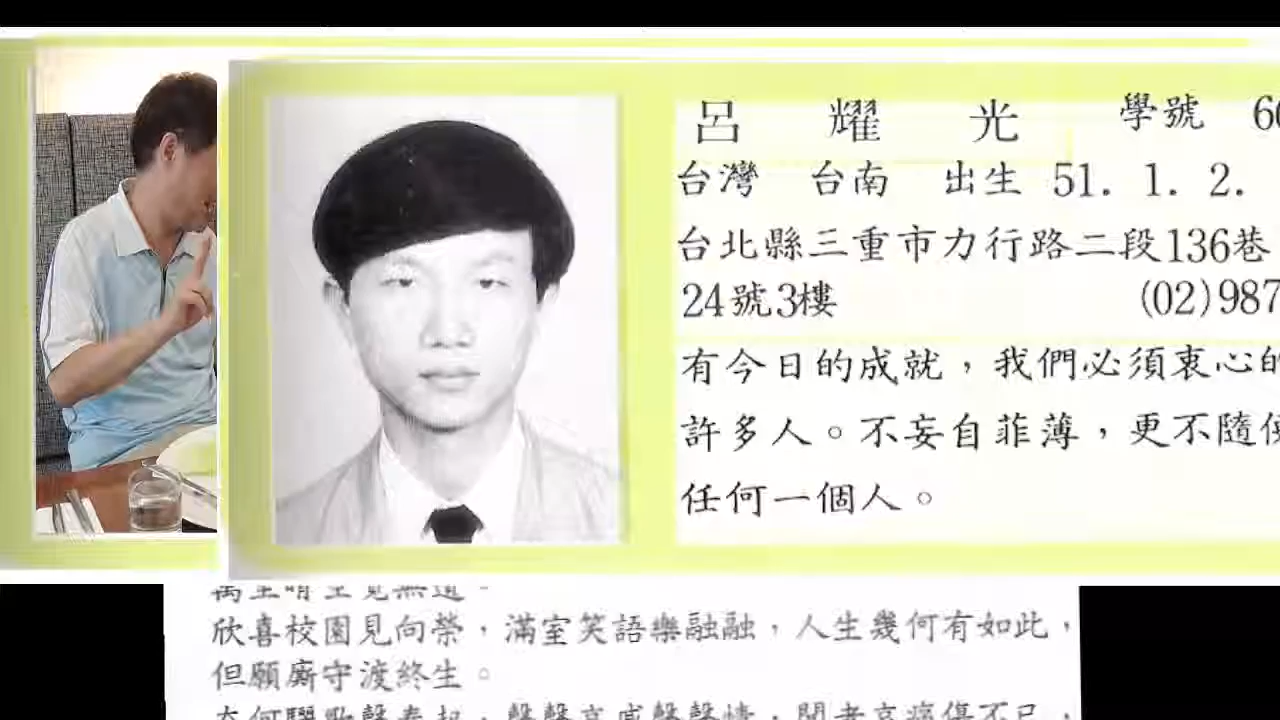 呂 耀 光 學號 6
台灣 台南 出生 51. 1. 2.
台北縣三重市力行路二段136巷
24號3樓 (02)987
有今日的成就，我們必須衷心的
許多人。不妄自菲薄，更不隨
任何一個人。
欣喜校園見向榮，滿室笑語樂融融，人生幾何有如此，
但願廝守渡終生。